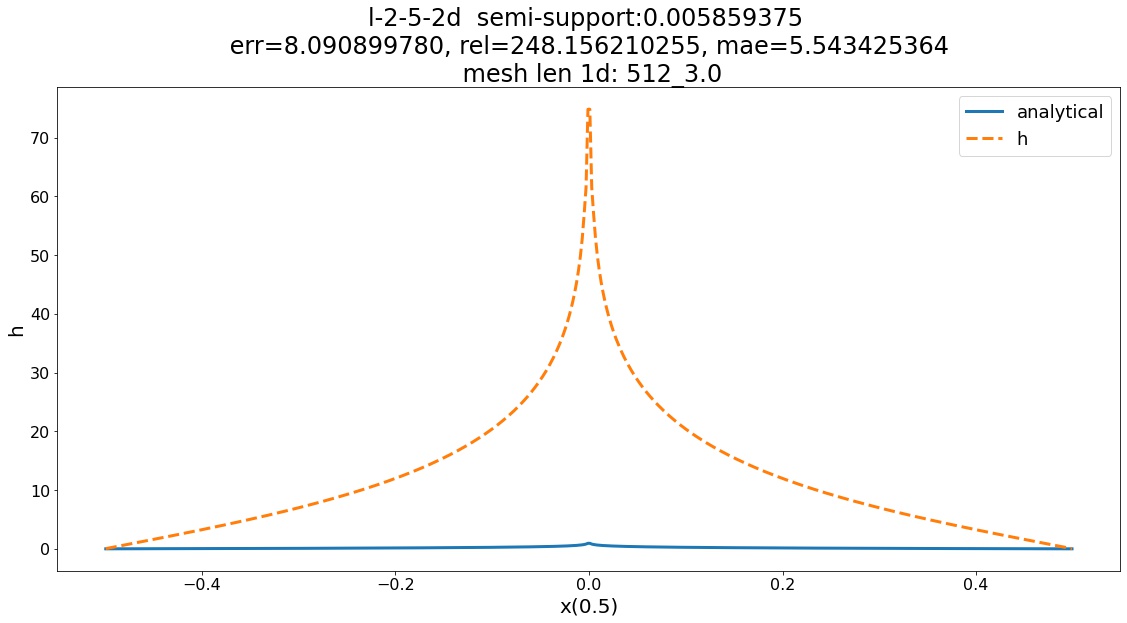 l-2-5-2d  semi-support:0.005859375
err=8.090899780, rel=248.156210255, mae=5.543425364
mesh len 1d: 512_3.0
analytical
h
70
60
50
40
30
20
10
0
h
−0.4
−0.2
0.0
0.2
0.4
x(0.5)